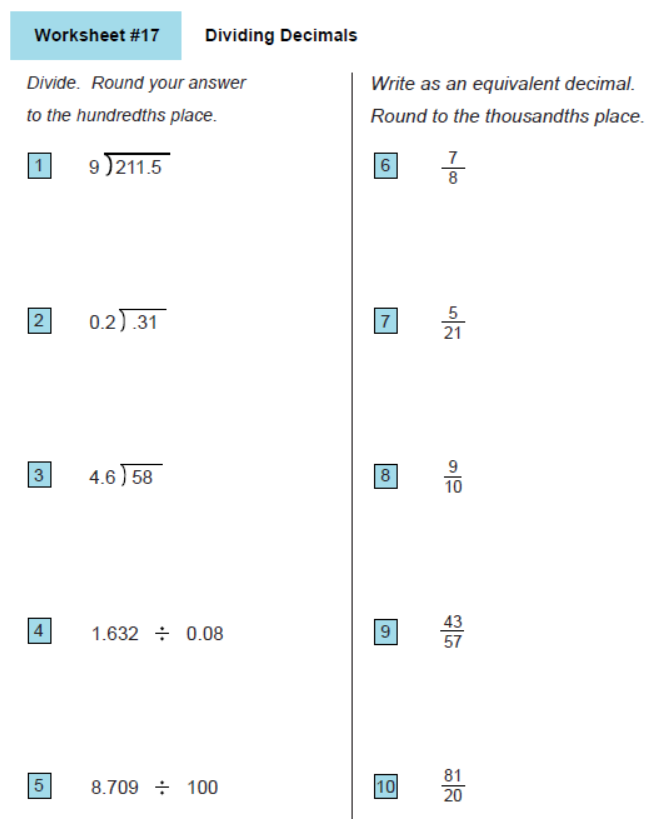 Worksheet #17 Dividing Decimals
Divide. Round your answer
to the hundredths place.
1 9 ) 211.5
2 0.2 ) .31
3 4.6 ) 58
4 1.632 ÷ 0.08
5 8.709 ÷ 100
Write as an equivalent decimal.
Round to the thousandths place.
6 7/8
7 5/21
8 9/10
9 43/57
10 81/20